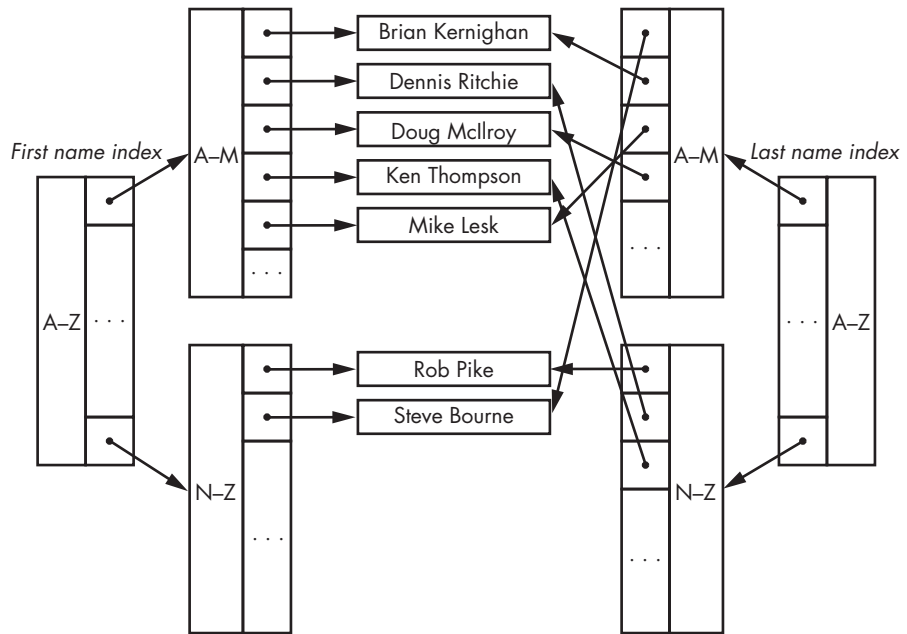 Brian Kernighan
Dennis Ritchie
Doug McIlroy
First name index
A–M
A–M
Last name index
Ken Thompson
Mike Lesk
. . .
. . .
A–Z
. . .
. . .
A–Z
Rob Pike
Steve Bourne
N–Z
N–Z
. . .
. . .